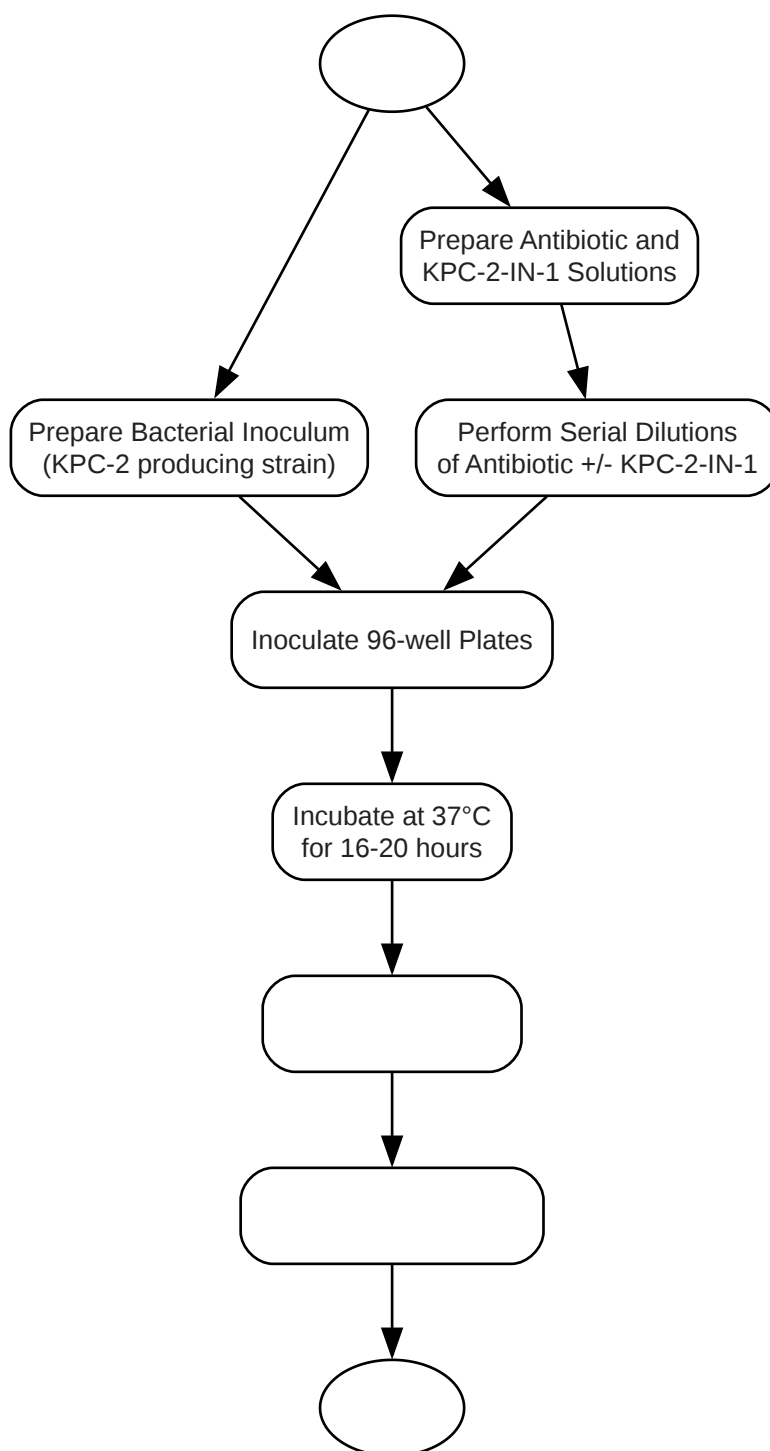 Prepare Antibiotic and
KPC-2-IN-1 Solutions
Prepare Bacterial Inoculum
(KPC-2 producing strain)
Perform Serial Dilutions
of Antibiotic +/- KPC-2-IN-1
Inoculate 96-well Plates
Incubate at 37°C
for 16-20 hours